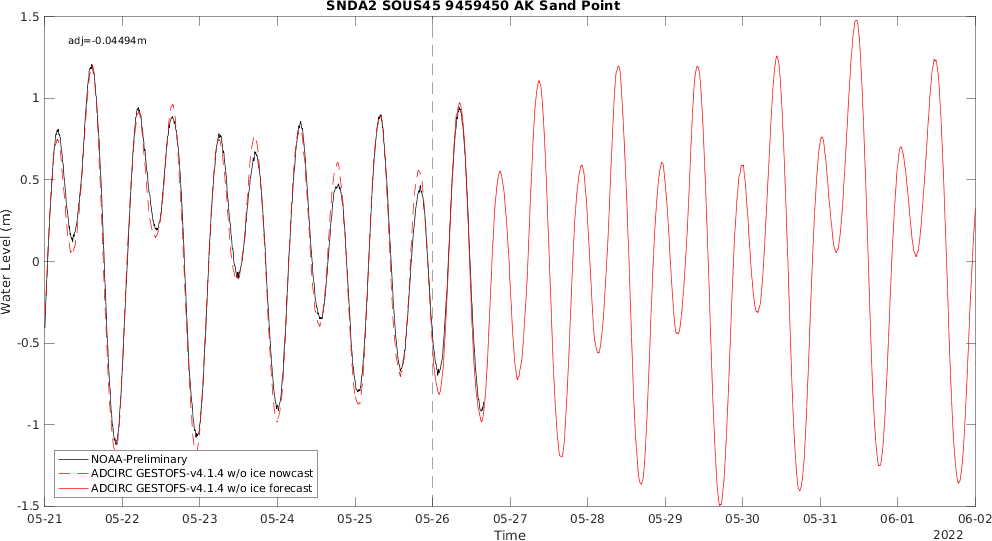 SNDA2 SOUS45 9459450 AK Sand Point
adj=-0.04494m
Water Level (m)
1.5
1
0.5
0
-0.5
-1
-1.5
NOAA-Preliminary
ADCIRC GESTOFS-v4.1.4 w/o ice nowcast
ADCIRC GESTOFS-v4.1.4 w/o ice forecast
05-21 05-22 05-23 05-24 05-25 05-26 05-27 05-28 05-29 05-30 05-31 06-01 06-02
Time
2022